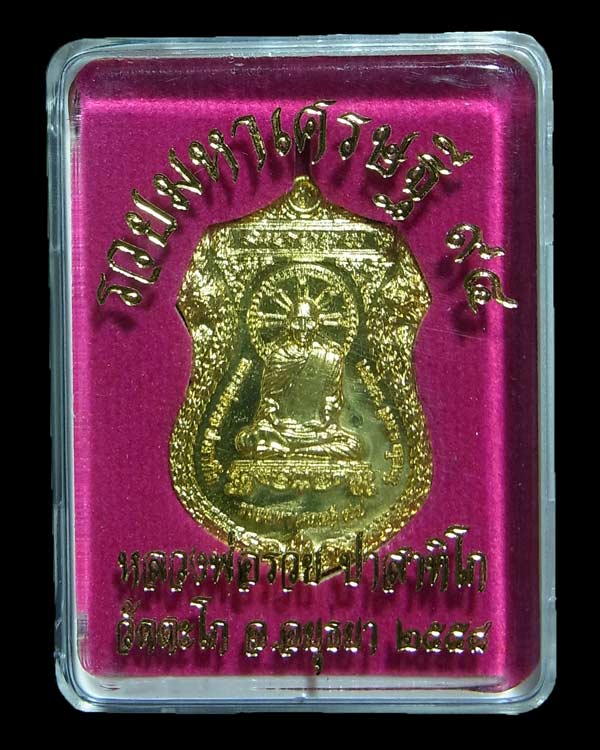 รวยมหาเศรษฐี ๙๔
หลวงพ่อรวย ปาสาทิโก
วัดตะโก จ.อยุธยา ๒๕๕๘